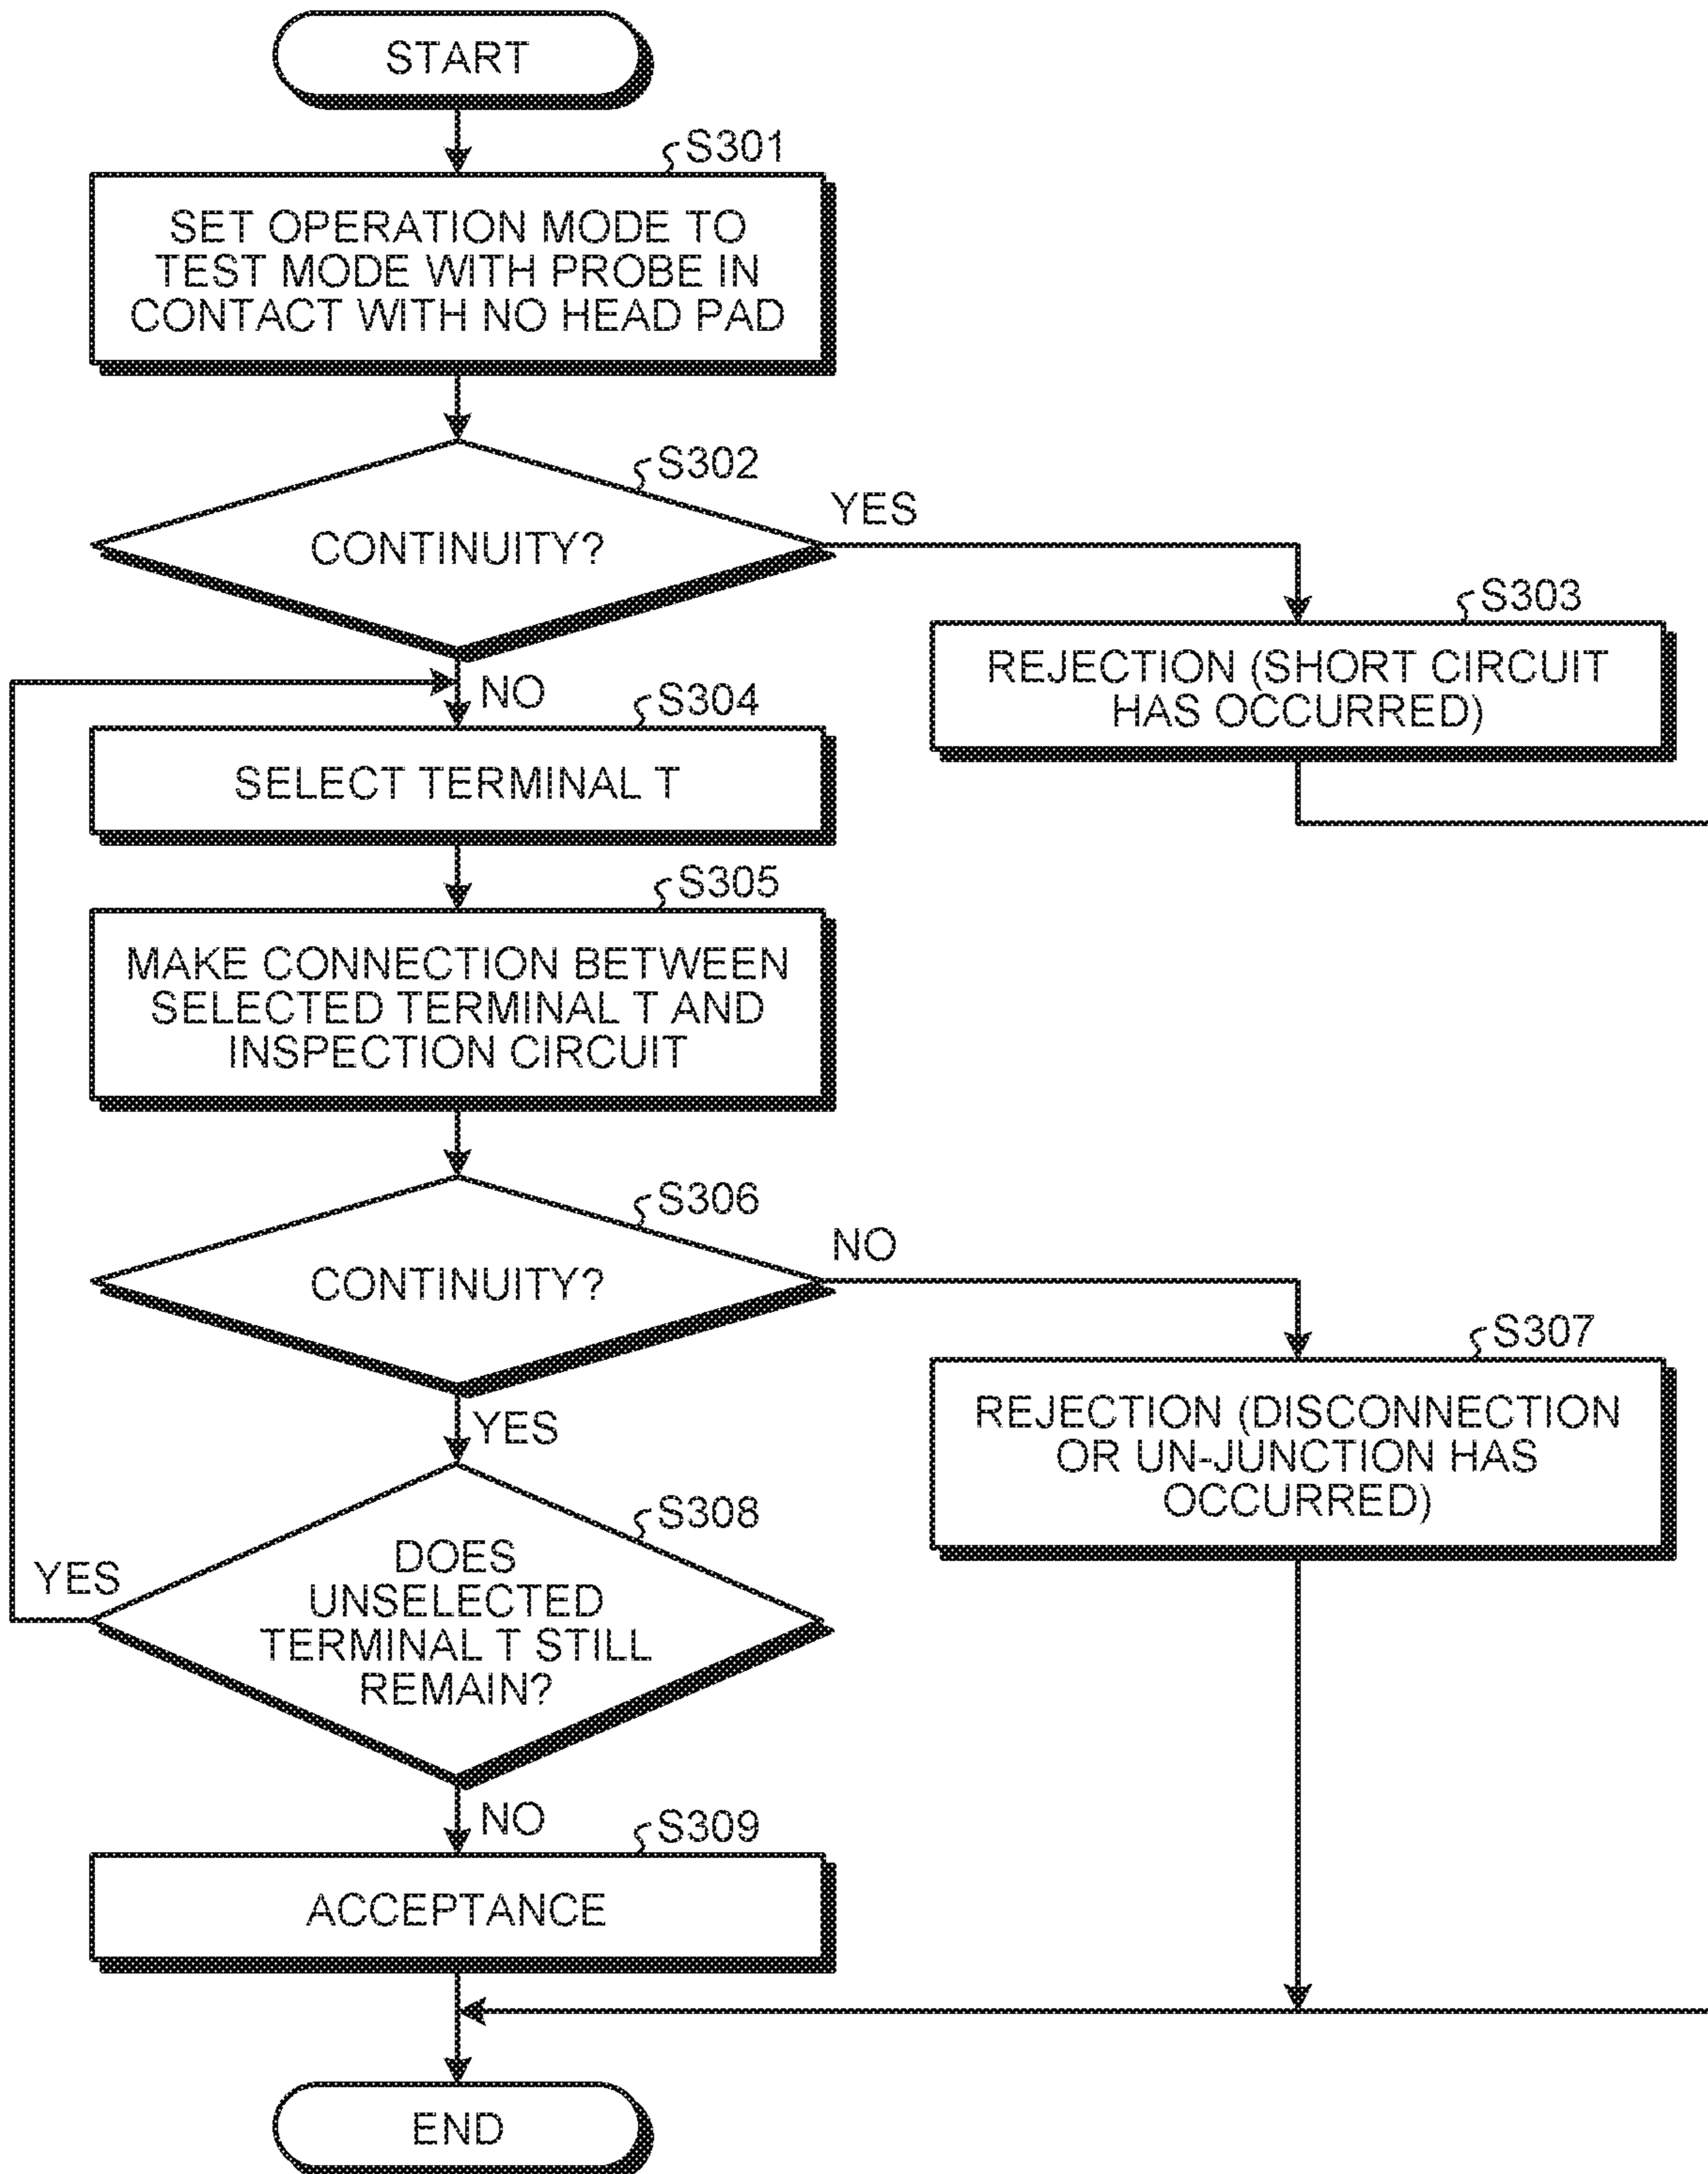 START
S301
SET OPERATION MODE TO
TEST MODE WITH PROBE IN
CONTACT WITH NO HEAD PAD
S302
CONTINUITY?
YES
S303
REJECTION (SHORT CIRCUIT
HAS OCCURRED)
NO
S304
SELECT TERMINAL T
S305
MAKE CONNECTION BETWEEN
SELECTED TERMINAL T AND
INSPECTION CIRCUIT
S306
CONTINUITY?
NO
S307
REJECTION (DISCONNECTION
OR UN-JUNCTION HAS
OCCURRED)
YES
S308
DOES
UNSELECTED
TERMINAL T STILL
REMAIN?
YES
NO
S309
ACCEPTANCE
END